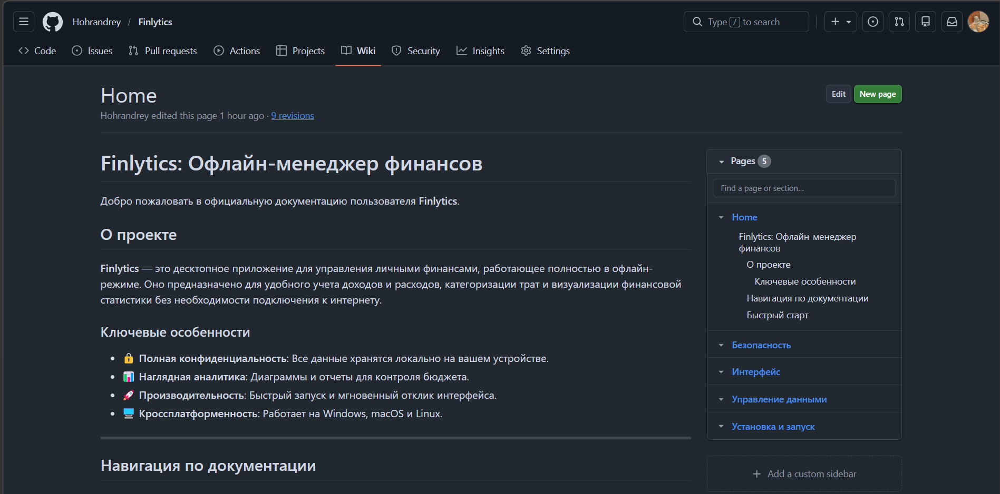 Hohrandrey / Finlytics
Type / to search
Code Issues Pull requests Actions Projects Wiki Security Insights Settings
Home
Edit New page
Hohrandrey edited this page 1 hour ago · 9 revisions
Finlytics: Офлайн-менеджер финансов
Добро пожаловать в официальную документацию пользователя Finlytics.
О проекте
Finlytics — это десктопное приложение для управления личными финансами, работающее полностью в офлайн-
режиме. Оно предназначено для удобного учета доходов и расходов, категоризации трат и визуализации финансовой
статистики без необходимости подключения к интернету.
Ключевые особенности
• 🔒 Полная конфиденциальность: Все данные хранятся локально на вашем устройстве.
• 📊 Наглядная аналитика: Диаграммы и отчеты для контроля бюджета.
• 🚀 Производительность: Быстрый запуск и мгновенный отклик интерфейса.
• 🖥️ Кроссплатформенность: Работает на Windows, macOS и Linux.
Навигация по документации
Pages 5
Find a page or section...
Home
Finlytics: Офлайн-менеджер
финансов
О проекте
Ключевые особенности
Навигация по документации
Быстрый старт
Безопасность
Интерфейс
Управление данными
Установка и запуск
+ Add a custom sidebar